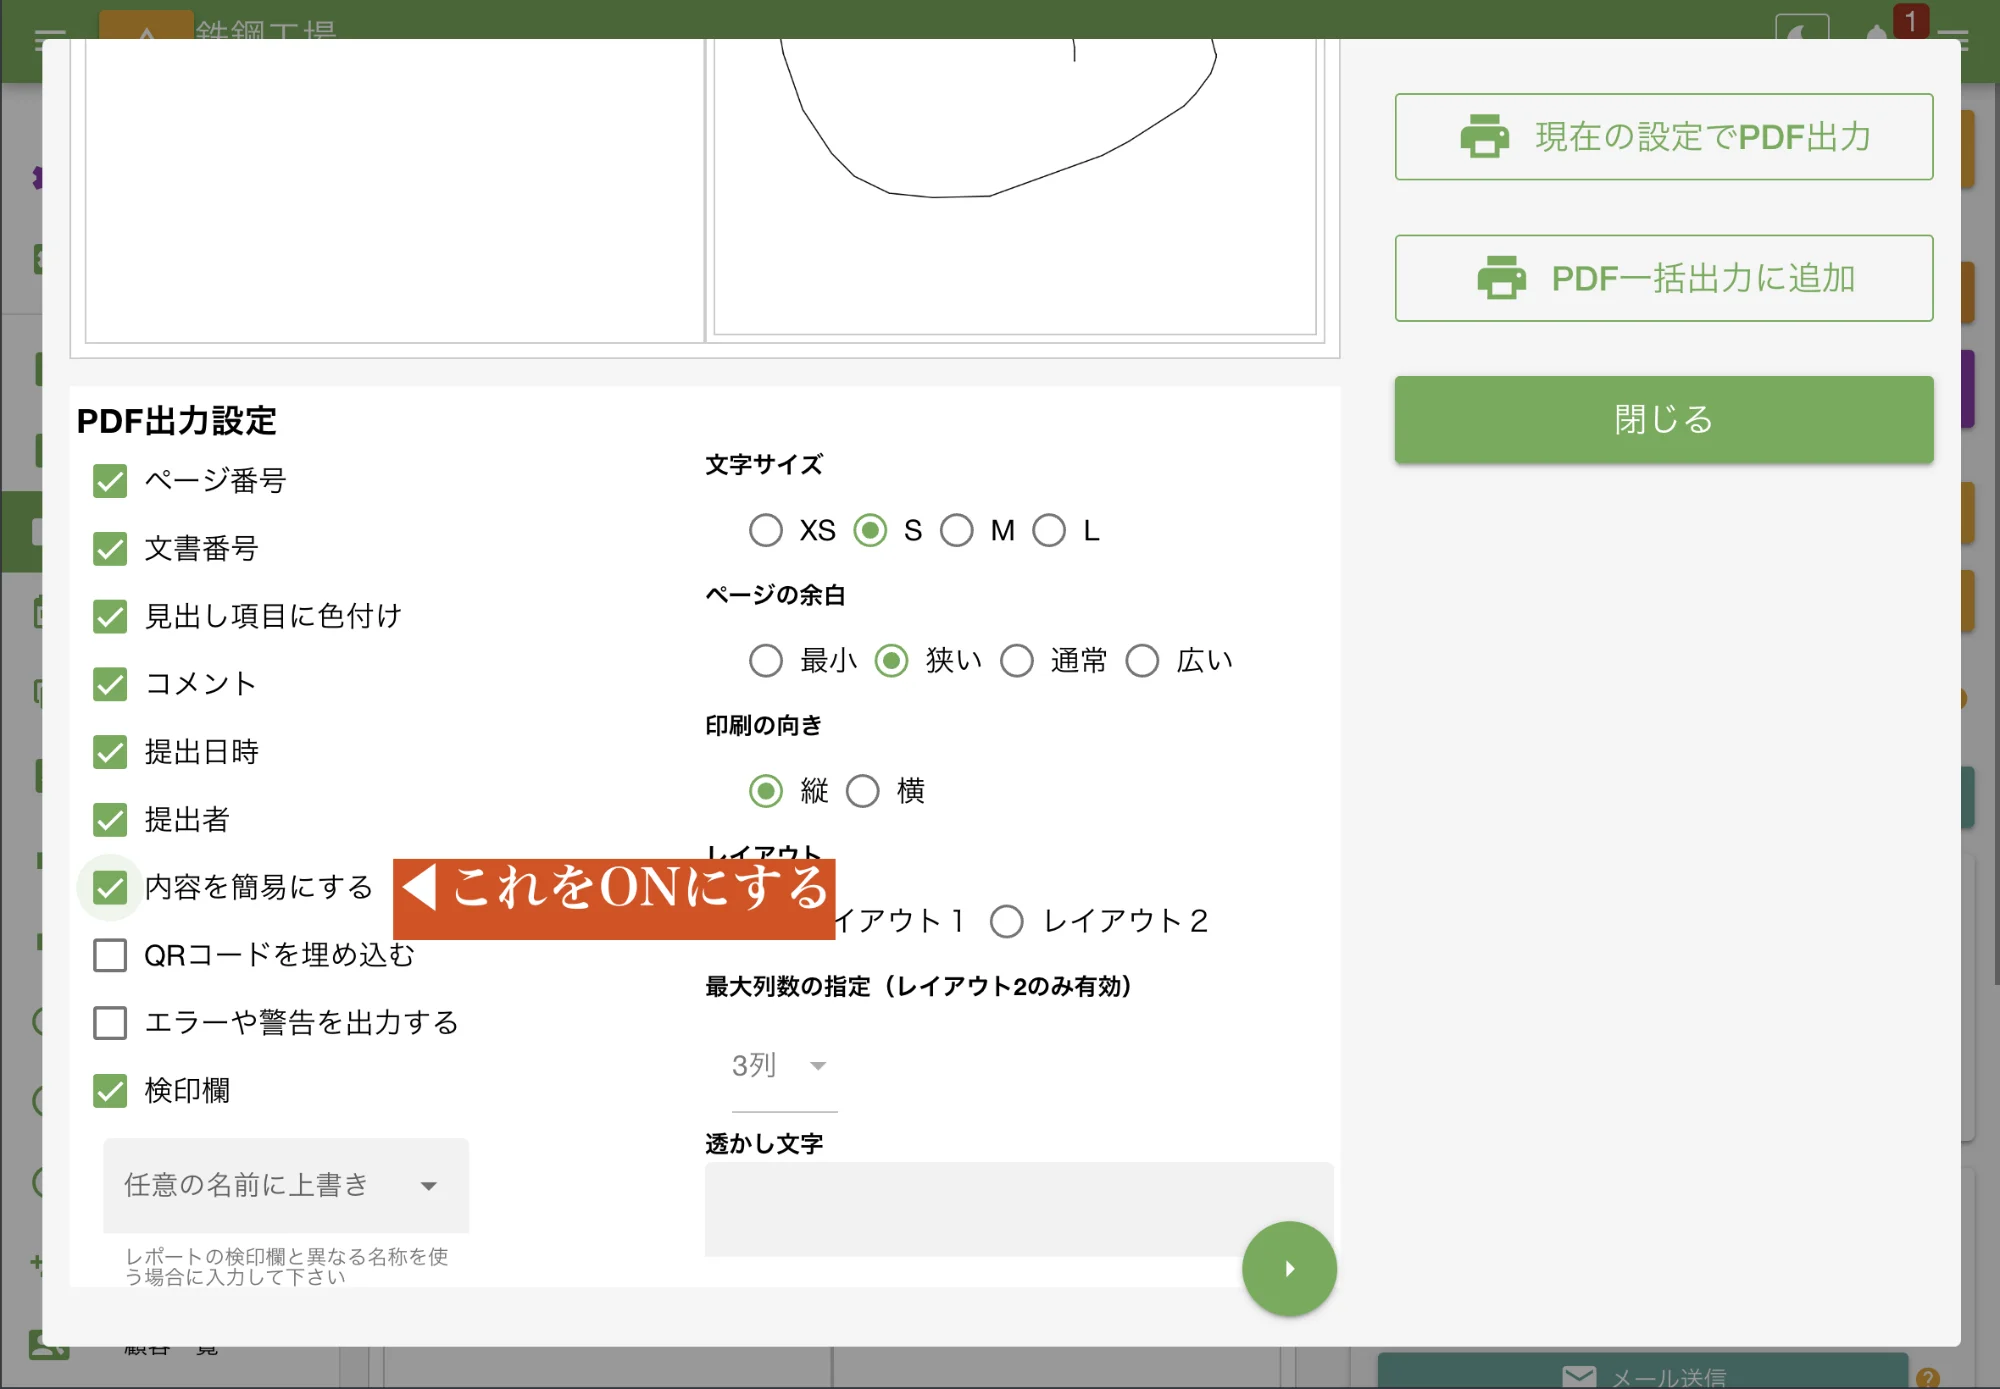 鉄鋼工場
1
現在の設定でPDF出力
PDF一括出力に追加
閉じる
PDF出力設定
ページ番号
文書番号
見出し項目に色付け
コメント
提出日時
提出者
内容を簡易にする
◀これをONにする
QRコードを埋め込む
エラーや警告を出力する
検印欄
任意の名前に上書き
レポートの検印欄と異なる名称を使
う場合に入力して下さい
文字サイズ
XS S M L
ページの余白
最小 狭い 通常 広い
印刷の向き
縦 横
レイアウト
イアウト1 レイアウト2
最大列数の指定（レイアウト2のみ有効）
3列
透かし文字
メール送信
?